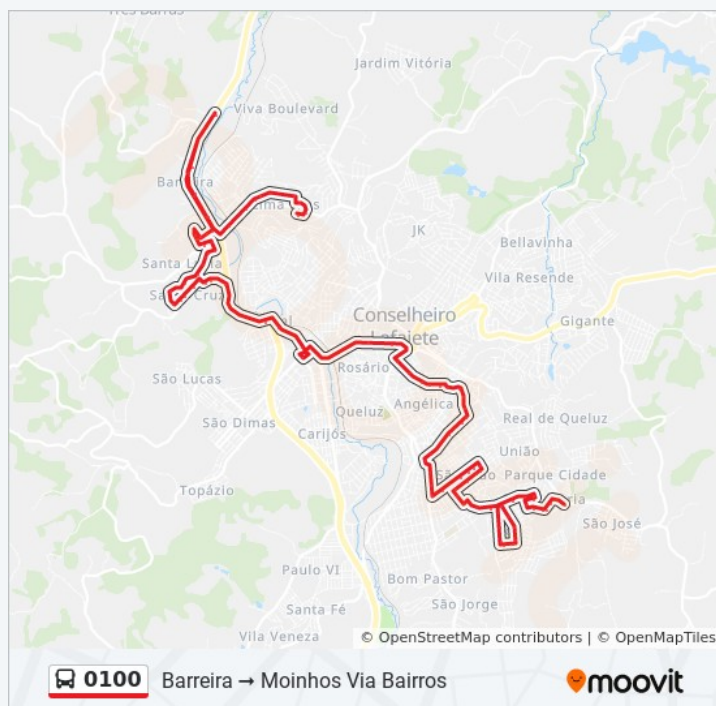 Três Barras
Jardim Vitória
Viva Boulevard
JK
Bellavinha
Santa
Vila Resende
Santa Cruz
Gigante
Conselheiro
Lafaiete
São Lucas
Rosário
Queluz
Angélica
Real de Queluz
São Dimas
Carijós
União
Parque Cidade
Topázio
São José
Paulo VI
Bom Pastor
Santa Fé
São Jorge
Vila Veneza
© OpenStreetMap contributors | © OpenMapTiles
0100 Barreira → Moinhos Via Bairros
moovit